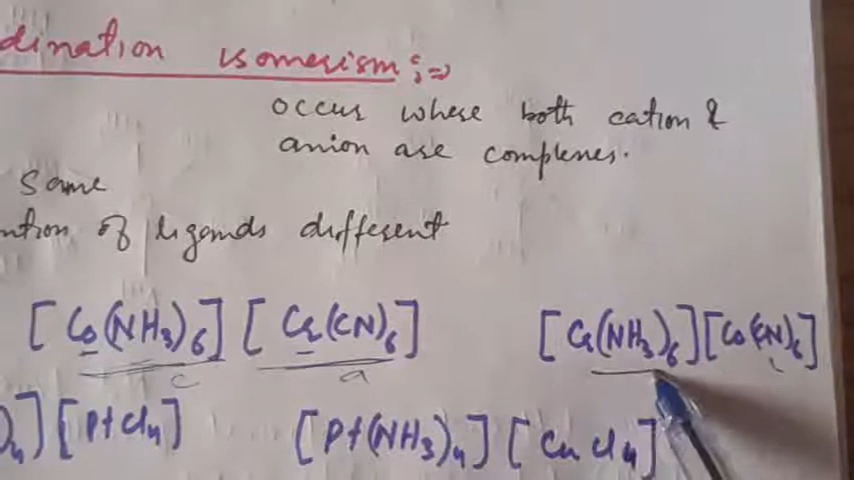 dination isomerism :⇒
occur where both cation &
anion are complexes.
same
ntion of ligands different
[Co(NH3)6] [Cr(CN)6] [Cr(NH3)6][Co(CN)6]
c a
)4] [PtCl4] [Pt(NH3)4] [CuCl4]